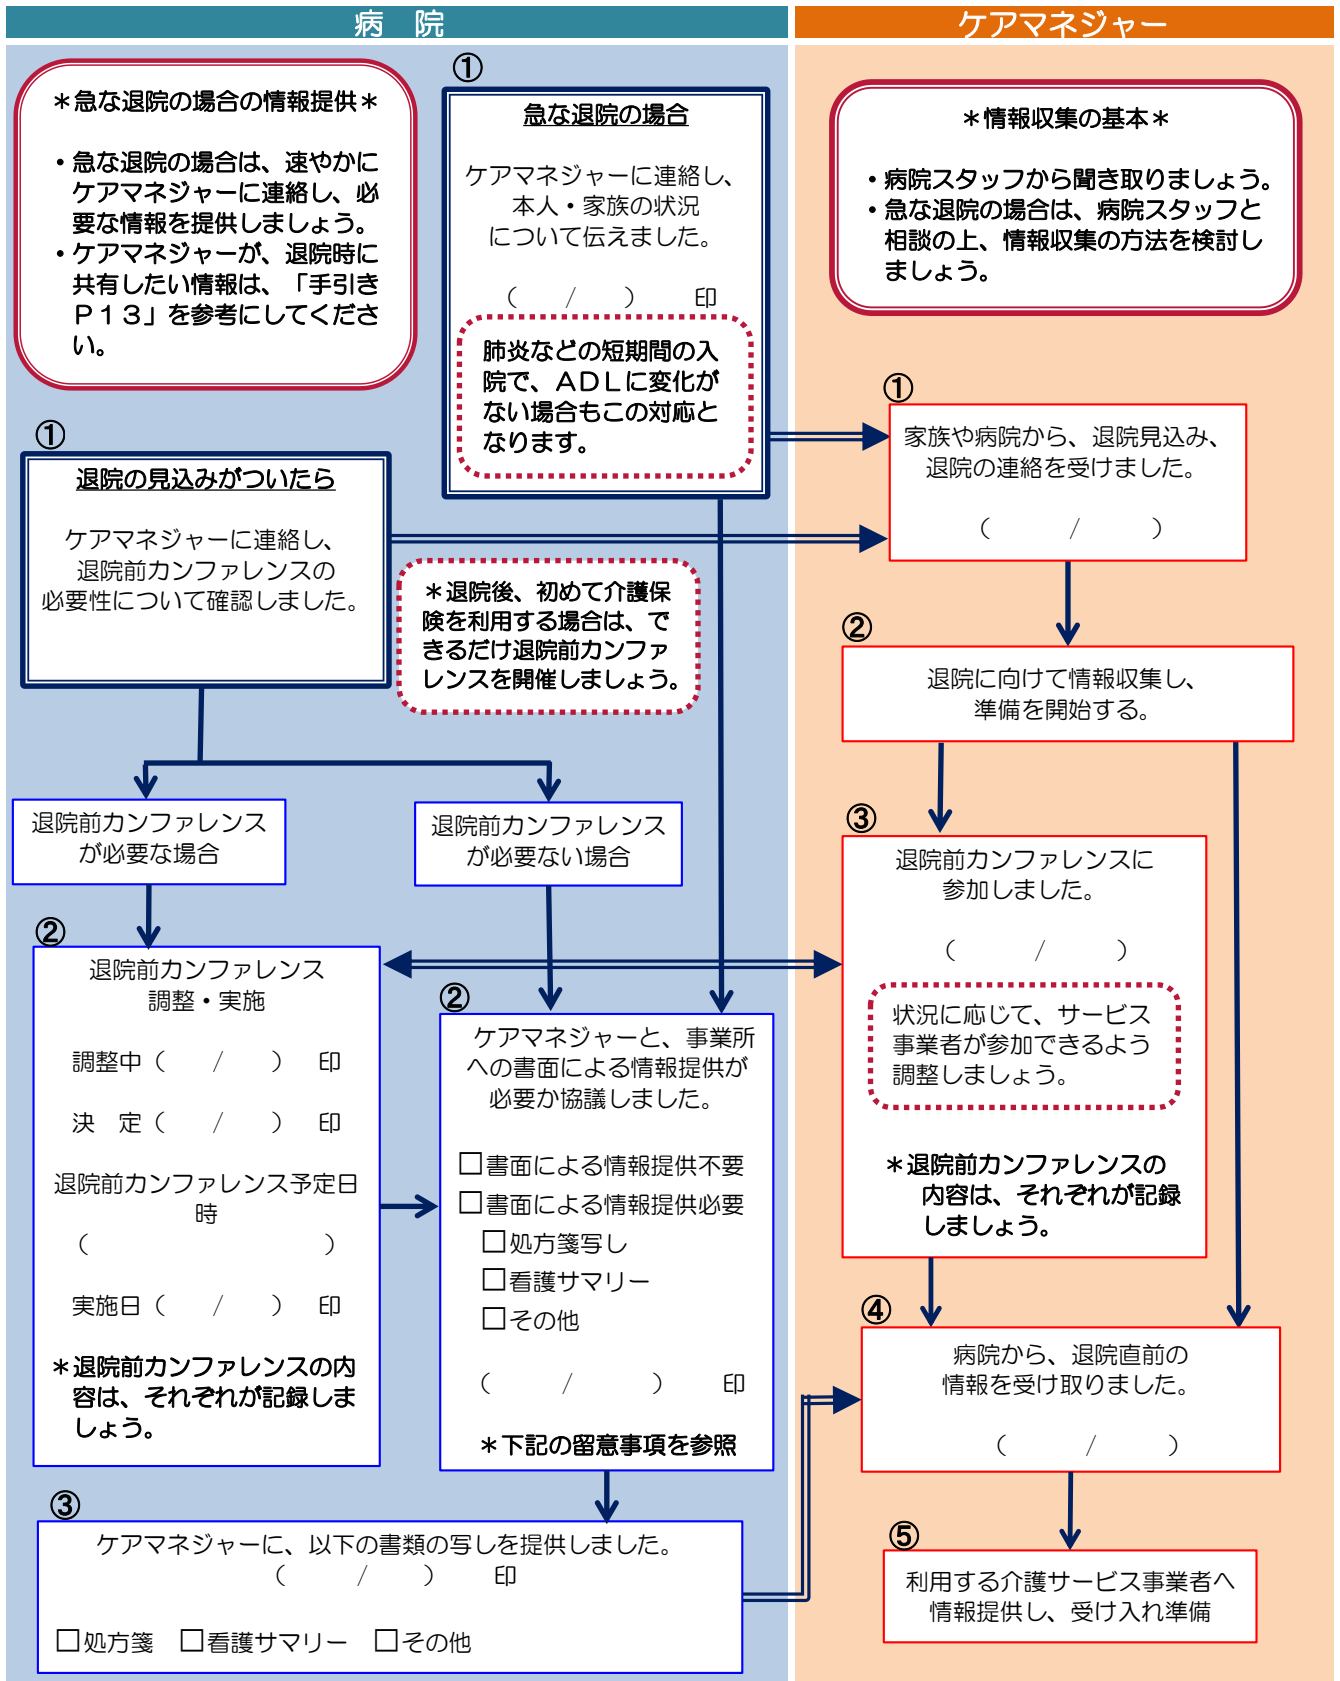 病　院
＊急な退院の場合の情報提供＊
・急な退院の場合は、速やかに
ケアマネジャーに連絡し、必
要な情報を提供しましょう。
・ケアマネジャーが、退院時に
共有したい情報は、「手引き
Ｐ１３」を参考にしてくださ
い。
①
急な退院の場合
ケアマネジャーに連絡し、
本人・家族の状況
について伝えました。
（　　/　　）　　印
肺炎などの短期間の入
院で、ＡＤＬに変化が
ない場合もこの対応と
なります。
①
退院の見込みがついたら
ケアマネジャーに連絡し、
退院前カンファレンスの
必要性について確認しました。
＊退院後、初めて介護保
険を利用する場合は、で
きるだけ退院前カンファ
レンスを開催しましょう。
退院前カンファレンス
が必要な場合
退院前カンファレンス
が必要ない場合
②
退院前カンファレンス
調整・実施
調整中（　　/　　）　印
決　定（　　/　　）　印
退院前カンファレンス予定日
時
（　　　　　　　　　　）
実施日（　　/　　）　印
＊退院前カンファレンスの内
容は、それぞれが記録しま
しょう。
②
ケアマネジャーと、事業所
への書面による情報提供が
必要か協議しました。
□書面による情報提供不要
□書面による情報提供必要
□処方箋写し
□看護サマリー
□その他
（　　/　　　）　　印
＊下記の留意事項を参照
③
ケアマネジャーに、以下の書類の写しを提供しました。
（　　/　　）　　印
□処方箋　□看護サマリー　□その他
ケアマネジャー
＊情報収集の基本＊
・病院スタッフから聞き取りましょう。
・急な退院の場合は、病院スタッフと
相談の上、情報収集の方法を検討し
ましょう。
①
家族や病院から、退院見込み、
退院の連絡を受けました。
（　　　/　　　）
②
退院に向けて情報収集し、
準備を開始する。
③
退院前カンファレンスに
参加しました。
（　　　/　　　）
状況に応じて、サービス
事業者が参加できるよう
調整しましょう。
＊退院前カンファレンスの
内容は、それぞれが記録
しましょう。
④
病院から、退院直前の
情報を受け取りました。
（　　　/　　　）
⑤
利用する介護サービス事業者へ
情報提供し、受け入れ準備